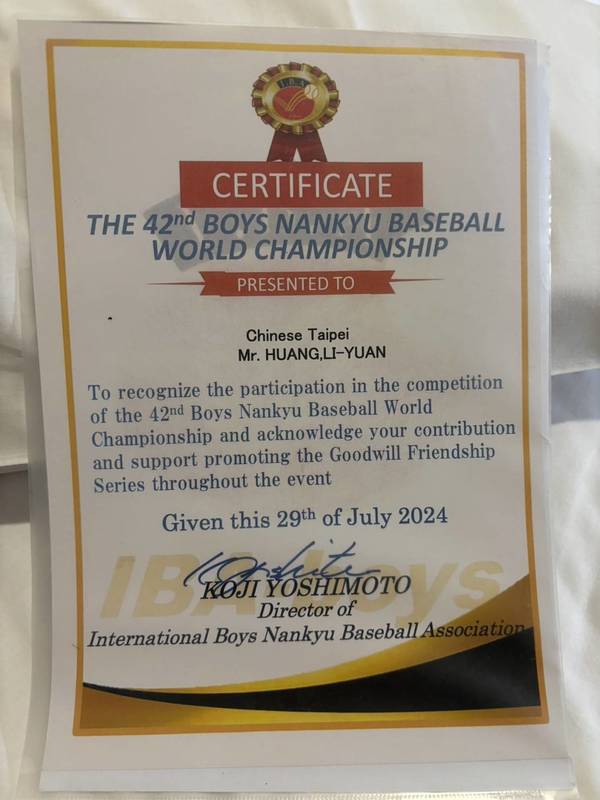 I.B.A
CERTIFICATE
THE 42nd BOYS NANKYU BASEBALL
WORLD CHAMPIONSHIP
PRESENTED TO
Chinese Taipei
Mr. HUANG,LI-YUAN
To recognize the participation in the competition
of the 42nd Boys Nankyu Baseball World
Championship and acknowledge your contribution
and support promoting the Goodwill Friendship
Series throughout the event
Given this 29th of July 2024
IBA boys
KOJI YOSHIMOTO
Director of
International Boys Nankyu Baseball Association